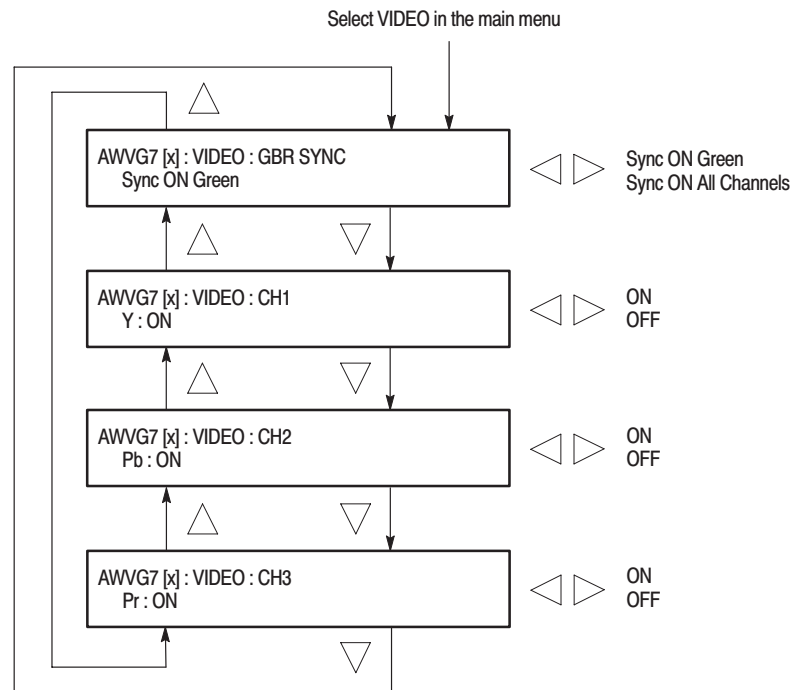 Select VIDEO in the main menu
AWVG7 [x] : VIDEO : GBR SYNC
Sync ON Green
Sync ON Green
Sync ON All Channels
AWVG7 [x] : VIDEO : CH1
Y : ON
ON
OFF
AWVG7 [x] : VIDEO : CH2
Pb : ON
ON
OFF
AWVG7 [x] : VIDEO : CH3
Pr : ON
ON
OFF